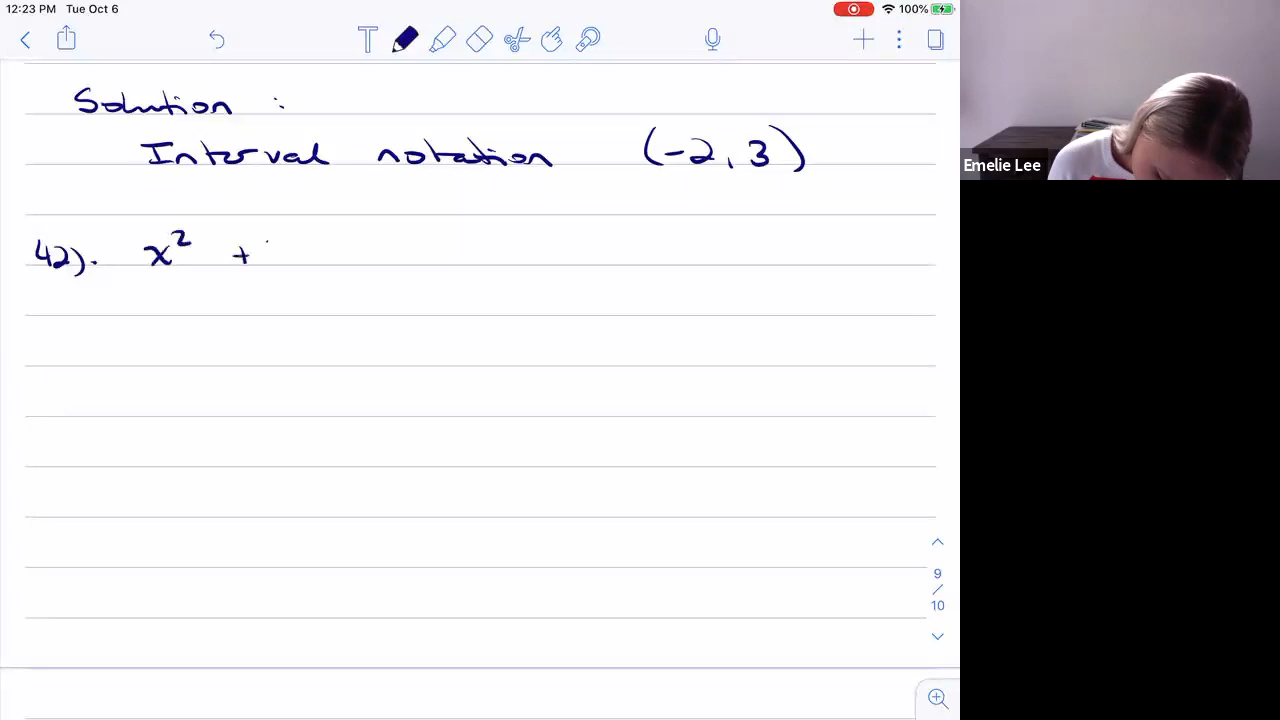 12:23 PM Tue Oct 6 100%
Solution :
Interval notation (-2, 3)
Emelie Lee
42). x² +
9
/
10